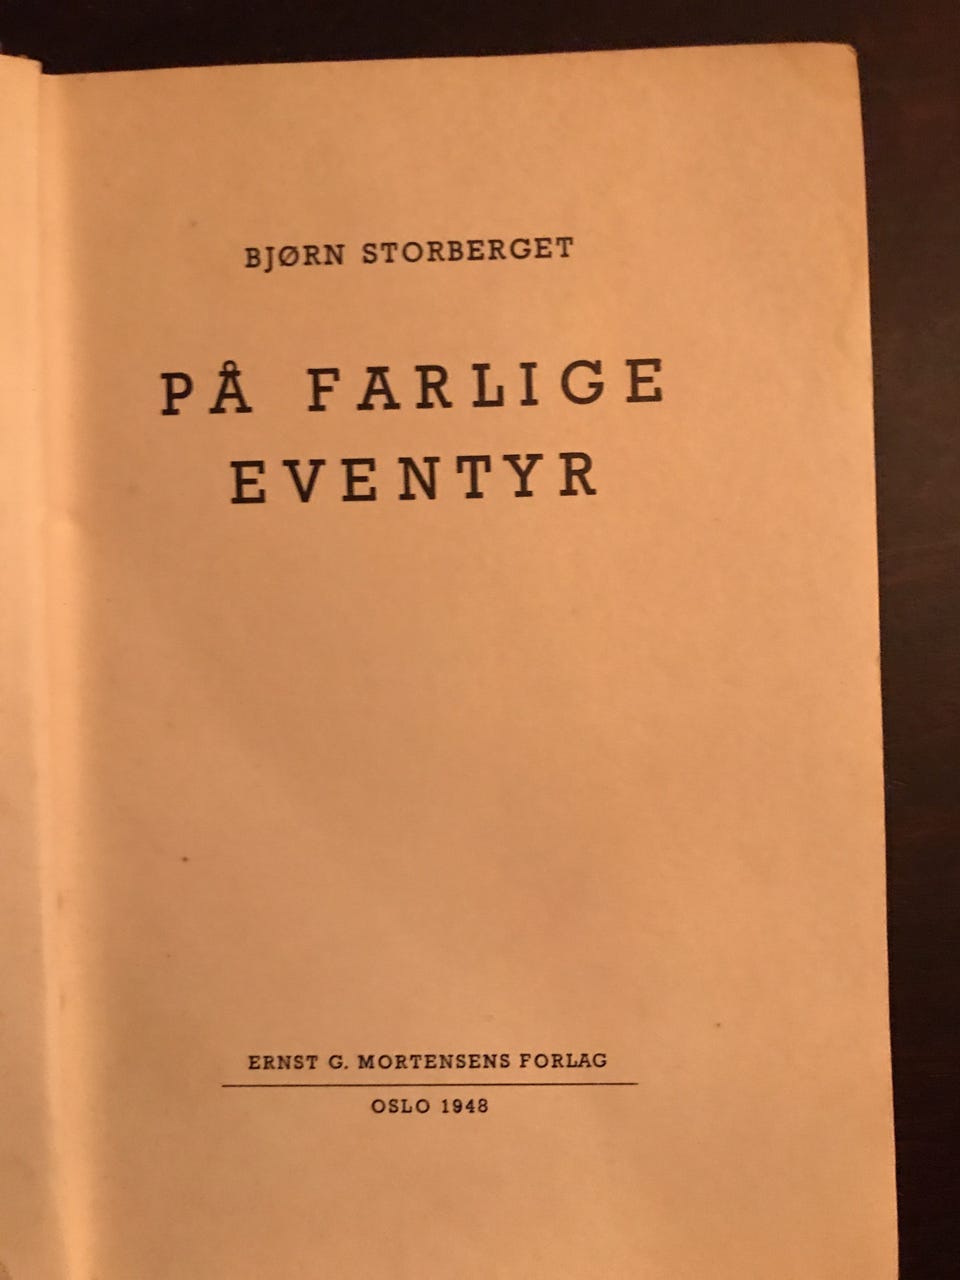 BJØRN STORBERGET
PÅ FARLIGE
EVENTYR
ERNST G. MORTENSENS FORLAG
OSLO 1948